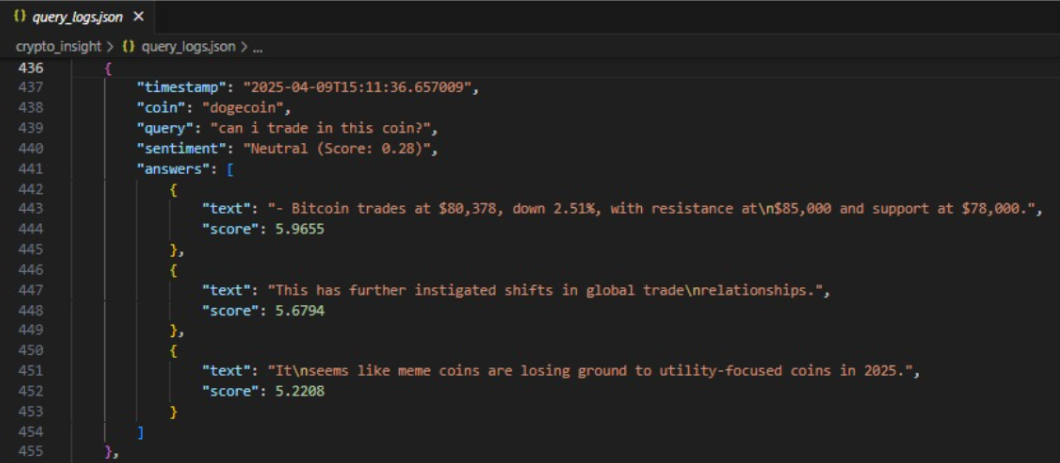 {} query_logs.json ×
crypto_insight > {} query_logs.json > ...
436 {
437 "timestamp": "2025-04-09T15:11:36.657009",
438 "coin": "dogecoin",
439 "query": "can i trade in this coin?",
440 "sentiment": "Neutral (Score: 0.28)",
441 "answers": [
442 {
443 "text": "- Bitcoin trades at $80,378, down 2.51%, with resistance at\n$85,000 and support at $78,000.",
444 "score": 5.9655
445 },
446 {
447 "text": "This has further instigated shifts in global trade\nrelationships.",
448 "score": 5.6794
449 },
450 {
451 "text": "It\nseems like meme coins are losing ground to utility-focused coins in 2025.",
452 "score": 5.2208
453 }
454 ]
455 },